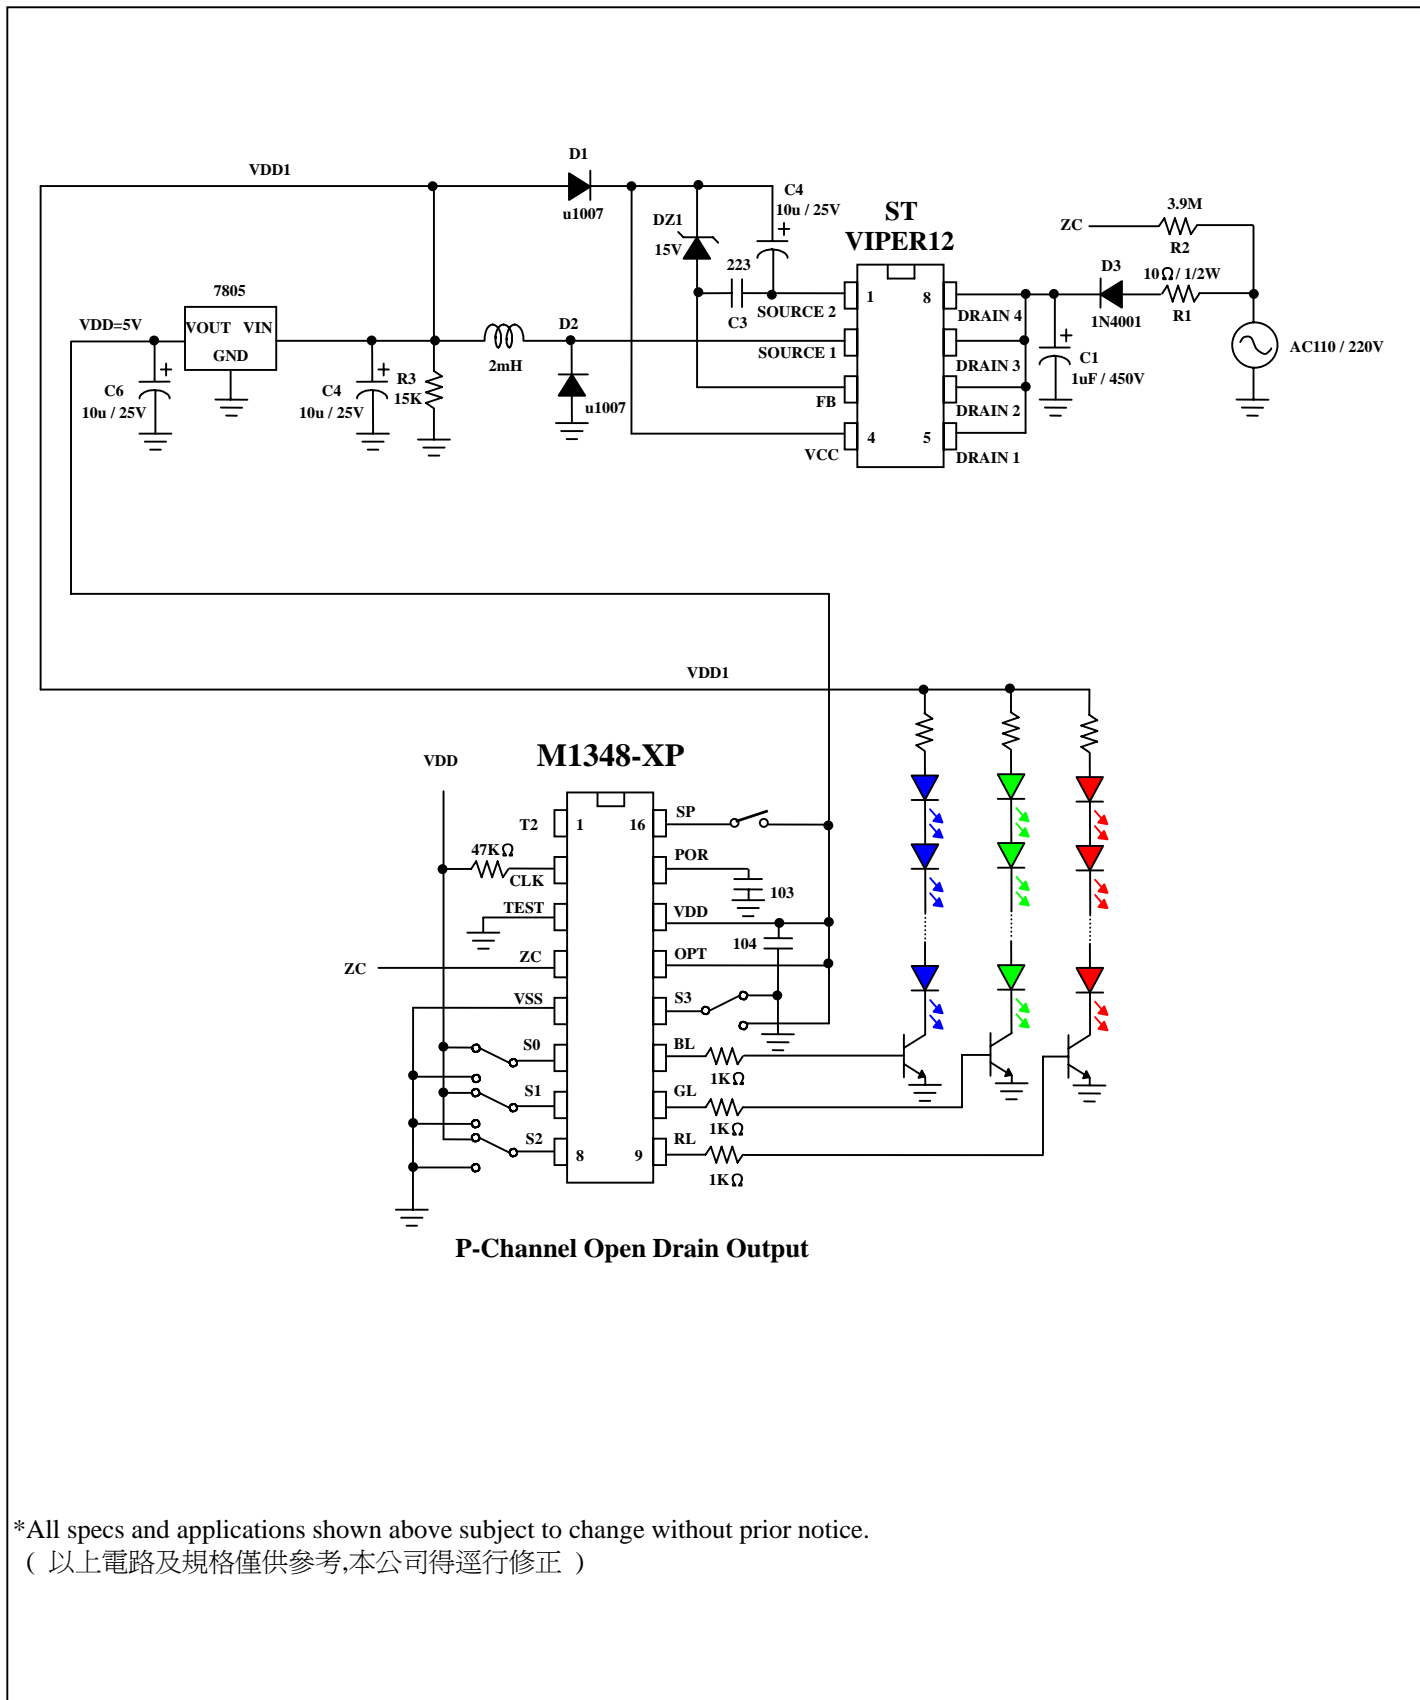 VDD1
D1
u1007
DZ1
15V
C4
10u / 25V
223
C3
ST
VIPER12
SOURCE 2
SOURCE 1
FB
VCC
1
4
8
5
DRAIN 4
DRAIN 3
DRAIN 2
DRAIN 1
ZC
3.9M
R2
D3
1N4001
10Ω/ 1/2W
R1
C1
1uF / 450V
AC110 / 220V
VDD=5V
7805
VOUT VIN
GND
C6
10u / 25V
C4
10u / 25V
R3
15K
2mH
D2
u1007
VDD1
VDD
M1348-XP
T2
47KΩ
CLK
TEST
ZC
ZC
VSS
S0
S1
S2
1
8
16
9
SP
POR
103
VDD
104
OPT
S3
BL
1KΩ
GL
1KΩ
RL
1KΩ
P-Channel Open Drain Output
*All specs and applications shown above subject to change without prior notice.
( 以上電路及規格僅供參考,本公司得逕行修正 )